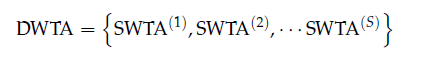 DWTA = {SWTA⁽¹⁾, SWTA⁽²⁾, ··· SWTA⁽ˢ⁾}